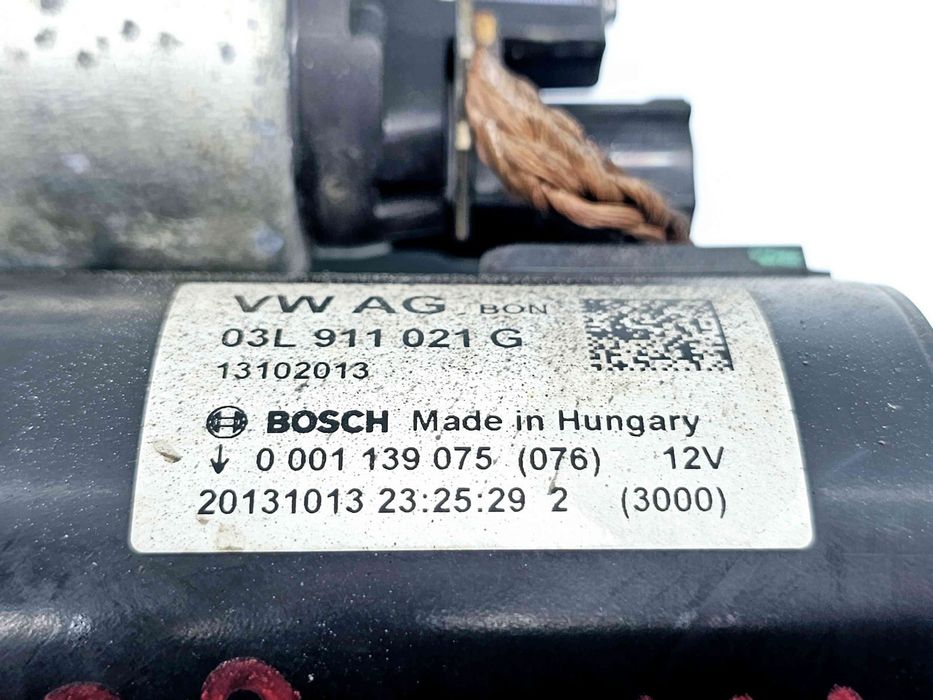 VW AG BON
03L 911 021 G
13102013
BOSCH Made in Hungary
↓ 0 001 139 075 (076) 12V
20131013 23:25:29 2 (3000)